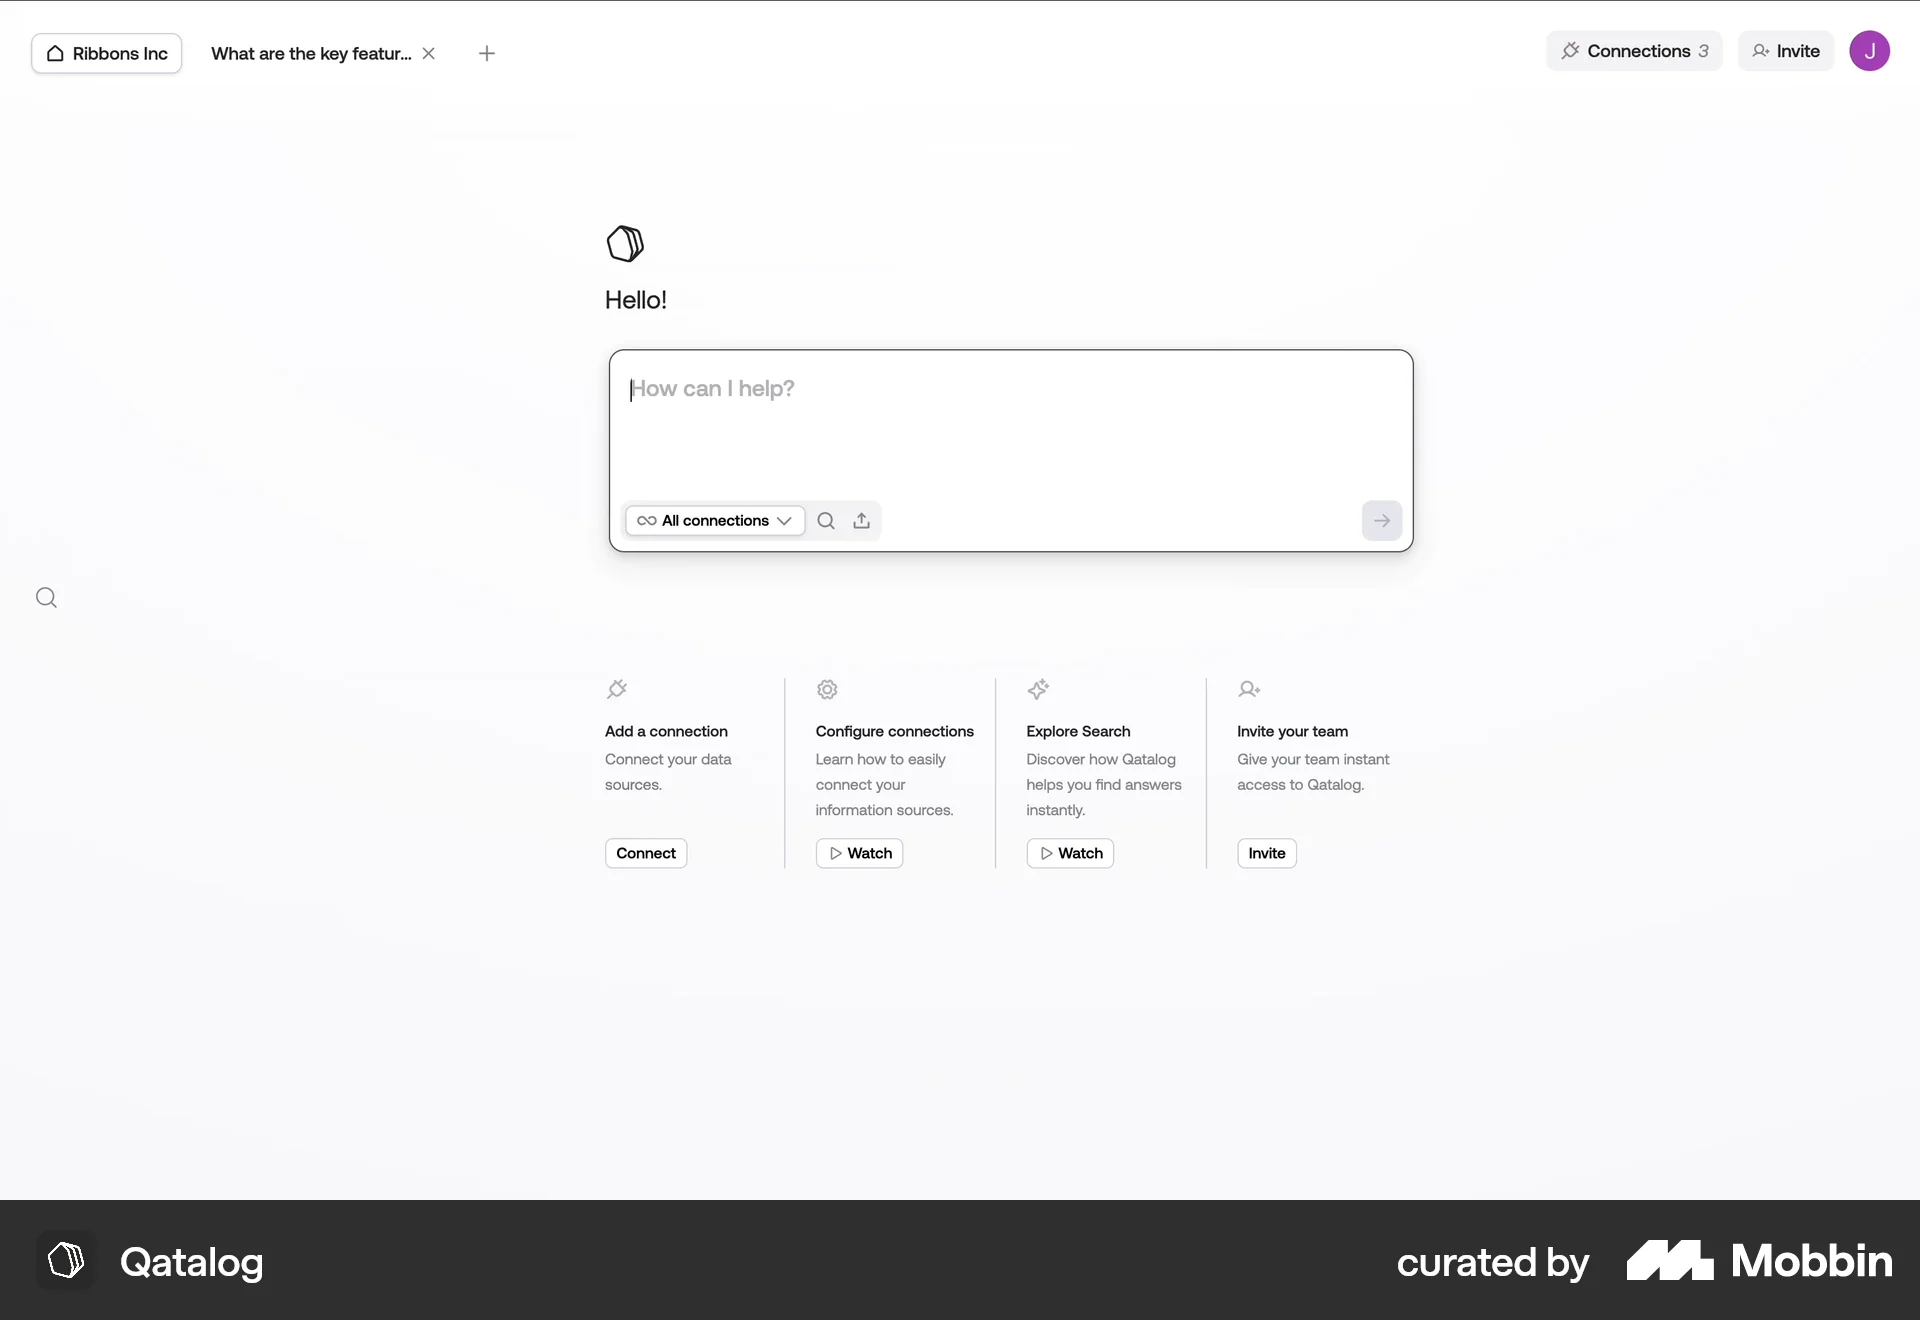 Ribbons Inc
What are the key featur...
Connections 3
Invite
J
Hello!
How can I help?
All connections
Add a connection
Connect your data
sources.
Connect
Configure connections
Learn how to easily
connect your
information sources.
Watch
Explore Search
Discover how Qatalog
helps you find answers
instantly.
Watch
Invite your team
Give your team instant
access to Qatalog.
Invite
Qatalog
curated by
Mobbin